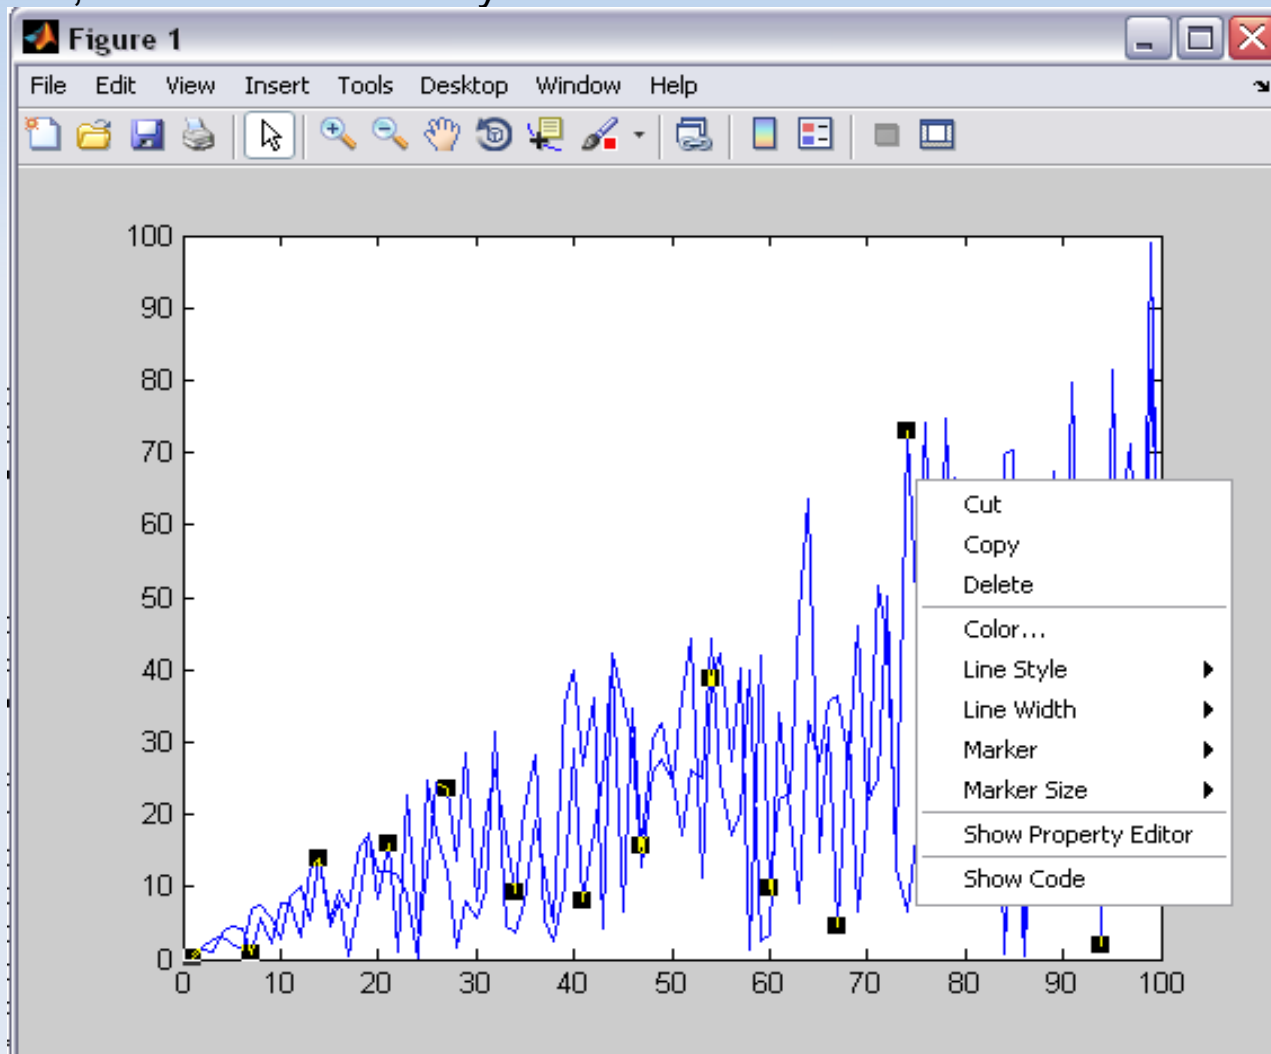 Figure 1
File Edit View Insert Tools Desktop Window Help
100
90
80
70
60
50
40
30
20
10
0
Cut
Copy
Delete
Color...
Line Style
Line Width
Marker
Marker Size
Show Property Editor
Show Code
0 10 20 30 40 50 60 70 80 90 100